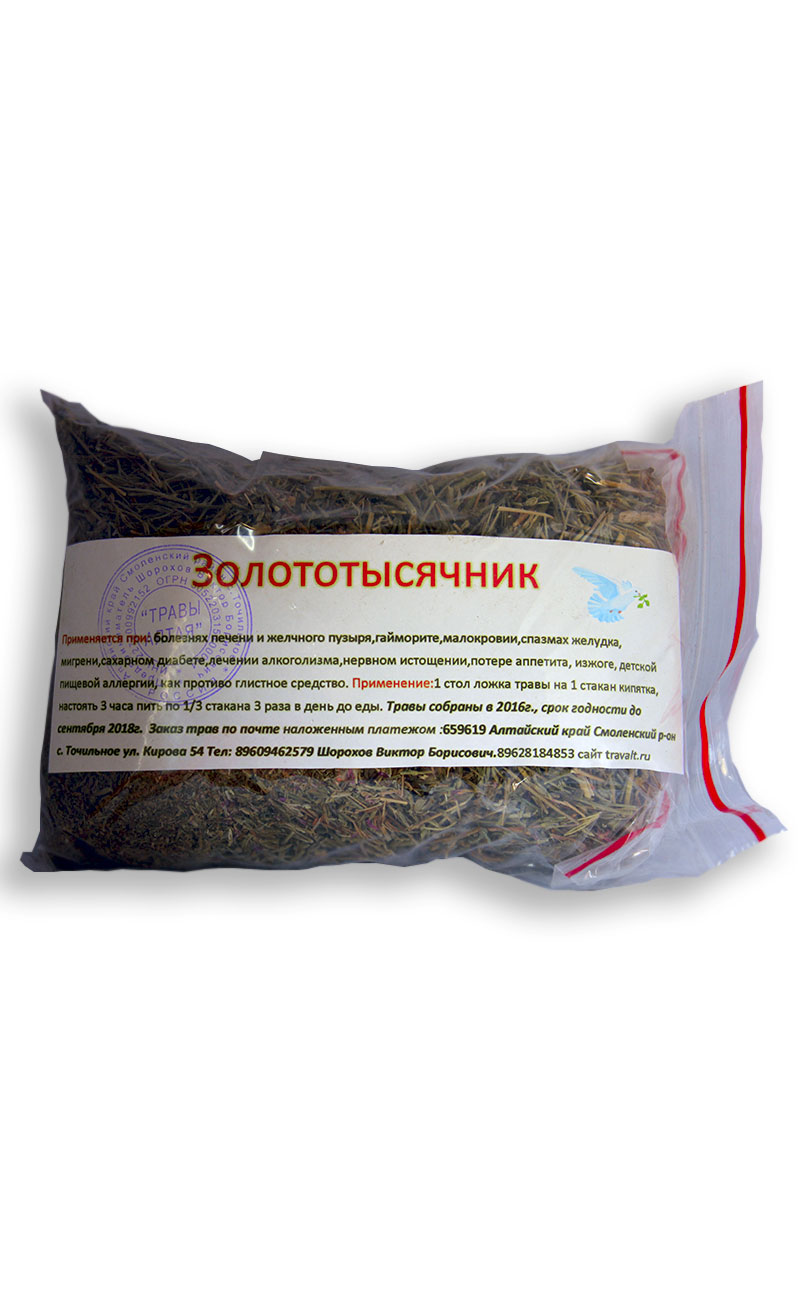 Золототысячник
"ТРАВЫ
Применяется при: болезнях печени и желчного пузыря,гайморите,малокровии,спазмах желудка,
мигрени,сахарном диабете,лечении алкоголизма,нервном истощении,потере аппетита, изжоге, детской
пищевой аллергии, как противо глистное средство. Применение:1 стол ложка травы на 1 стакан кипятка,
настоять 3 часа пить по 1/3 стакана 3 раза в день до еды. Травы собраны в 2016г., срок годности до
сентября 2018г. Заказ трав по почте наложенным платежом :659619 Алтайский край Смоленский р-он
с. Точильное ул. Кирова 54 Тел: 89609462579 Шорохов Виктор Борисович.89628184853 сайт travalt.ru